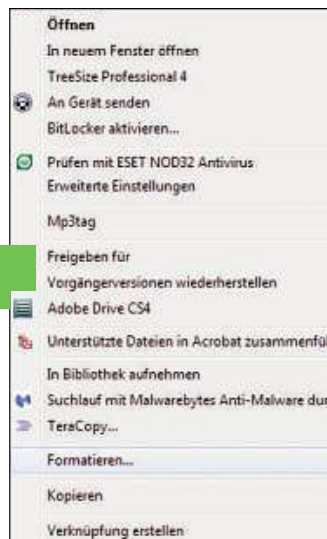 Öffnen
In neuem Fenster öffnen
TreeSize Professional 4
An Gerät senden
BitLocker aktivieren...
Prüfen mit ESET NOD32 Antivirus
Erweiterte Einstellungen
Mp3tag
Freigeben für
Vorgängerversionen wiederherstellen
Adobe Drive CS4
Unterstützte Dateien in Acrobat zusammenfü
In Bibliothek aufnehmen
Suchlauf mit Malwarebytes Anti-Malware dur
TeraCopy...
Formatieren...
Kopieren
Verknüpfung erstellen